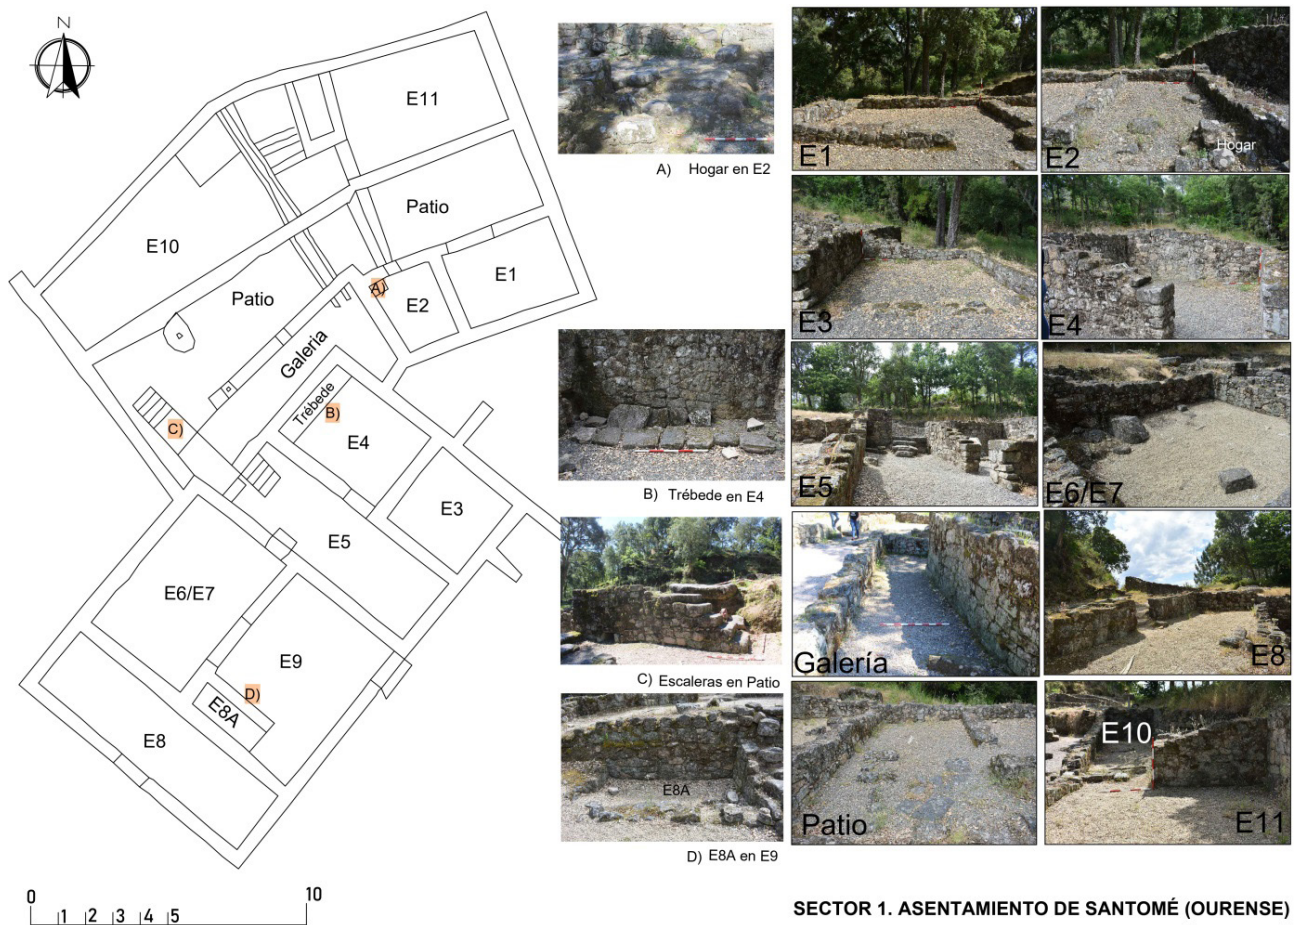 N
E11
Patio
E10
E1
E2
A)
Patio
Galeria
Trébede
B)
C)
E4
E3
E5
E6/E7
E9
D)
E8A
E8
0
1
2
3
4
5
10
A) Hogar en E2
B) Trébede en E4
C) Escaleras en Patio
E8A
D) E8A en E9
E1
E2
Hogar
E3
E4
E5
E6/E7
Galería
E8
Patio
E10
E11
SECTOR 1. ASENTAMIENTO DE SANTOMÉ (OURENSE)